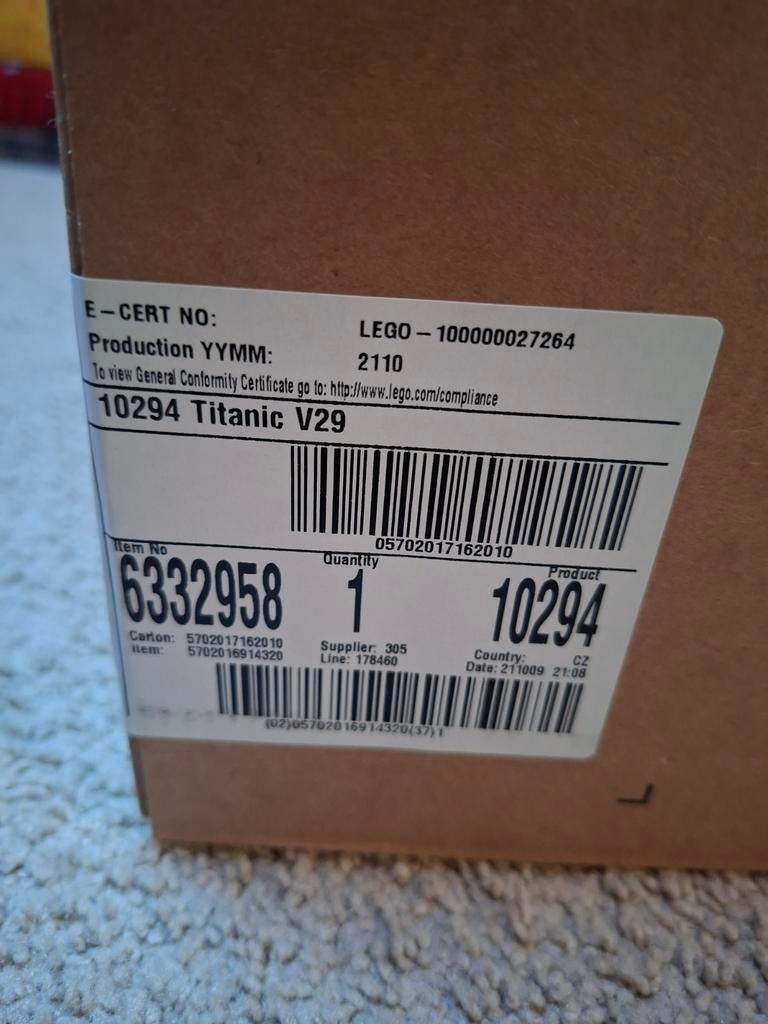 E-CERT NO: LEGO-100000027264
Production YYMM: 2110
To view General Conformity Certificate go to: http://www.lego.com/compliance
10294 Titanic V29
05702017162010
Item No Quantity Product
6332958 1 10294
Carton: 5702017162010 Supplier: 305 Country: CZ
Item: 5702016914320 Line: 178460 Date: 211009 21:08
(02)05702016914320(37)1